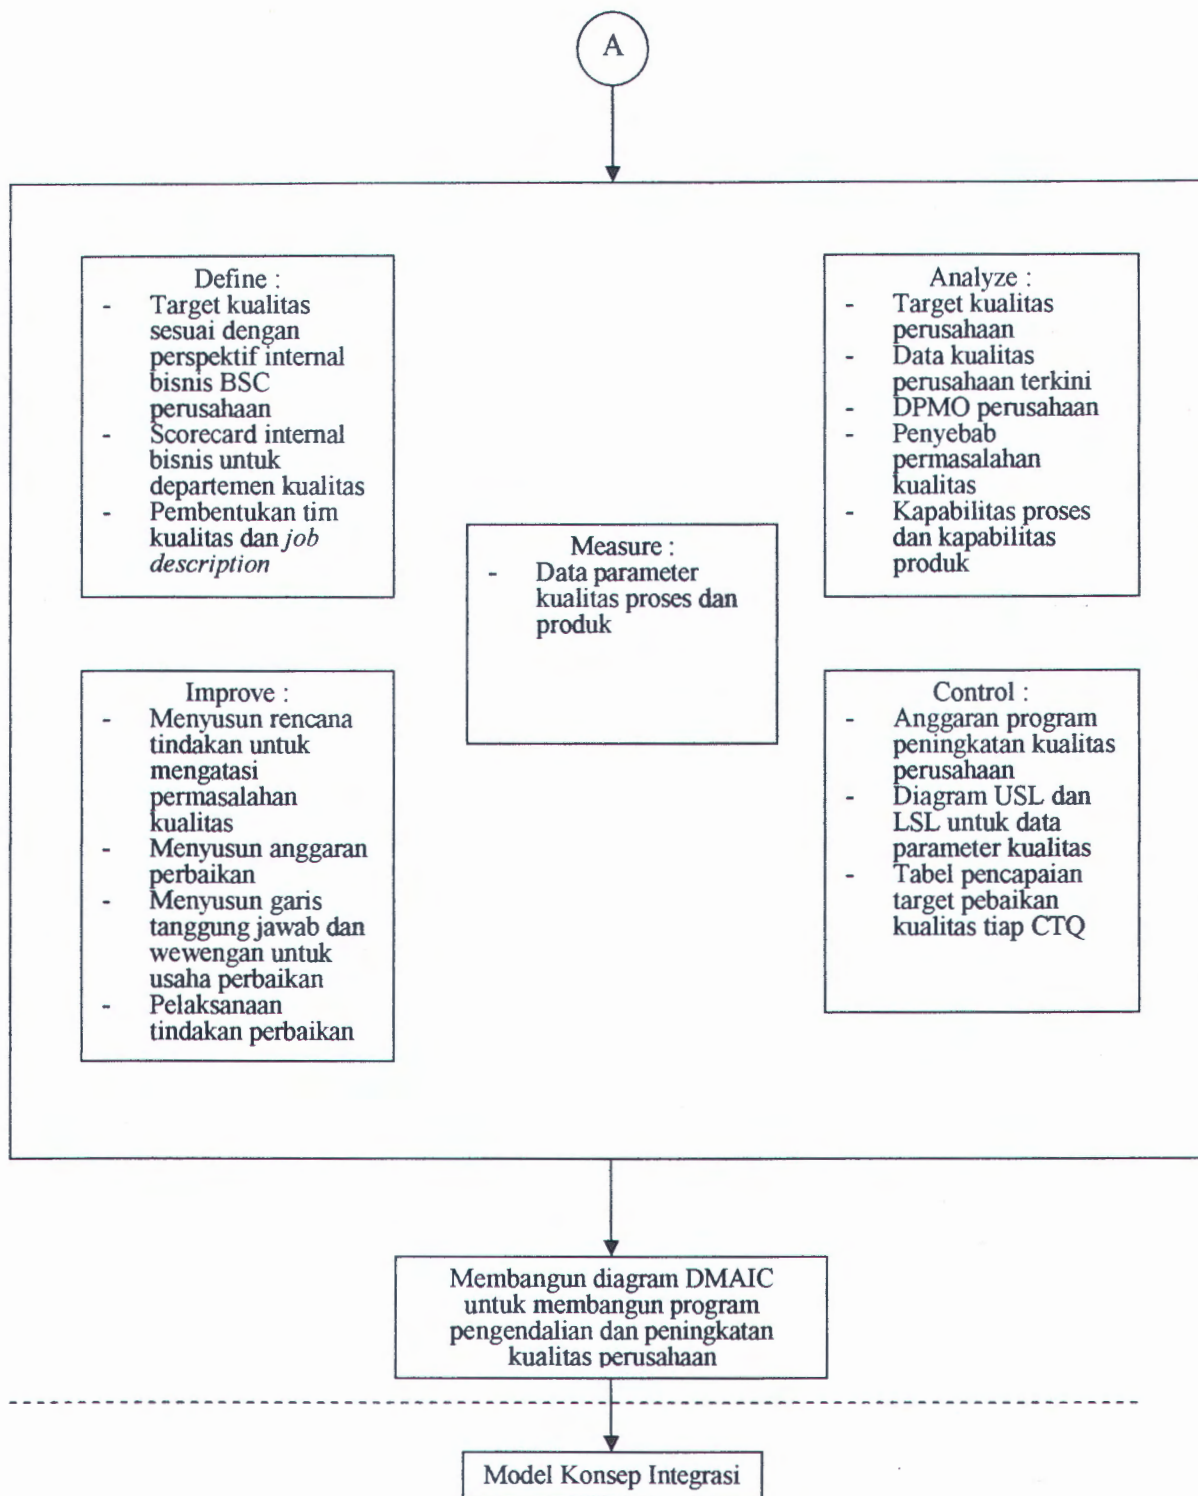 A
Define :
- Target kualitas
sesuai dengan
perspektif internal
bisnis BSC
perusahaan
- Scorecard internal
bisnis untuk
departemen kualitas
- Pembentukan tim
kualitas dan job
description
Measure :
- Data parameter
kualitas proses dan
produk
Analyze :
- Target kualitas
perusahaan
- Data kualitas
perusahaan terkini
- DPMO perusahaan
- Penyebab
permasalahan
kualitas
- Kapabilitas proses
dan kapabilitas
produk
Improve :
- Menyusun rencana
tindakan untuk
mengatasi
permasalahan
kualitas
- Menyusun anggaran
perbaikan
- Menyusun garis
tanggung jawab dan
wewengan untuk
usaha perbaikan
- Pelaksanaan
tindakan perbaikan
Control :
- Anggaran program
peningkatan kualitas
perusahaan
- Diagram USL dan
LSL untuk data
parameter kualitas
- Tabel pencapaian
target pebaikan
kualitas tiap CTQ
Membangun diagram DMAIC
untuk membangun program
pengendalian dan peningkatan
kualitas perusahaan
Model Konsep Integrasi